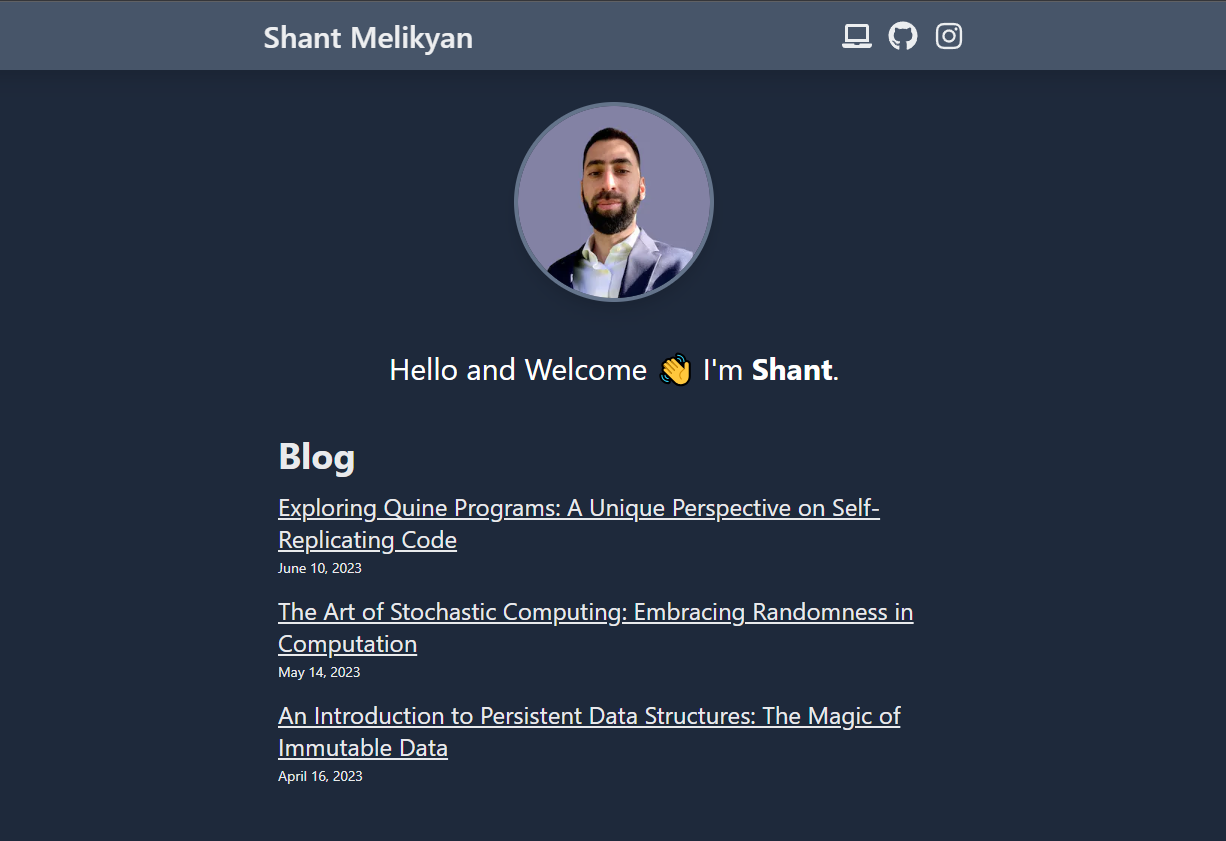 Shant Melikyan
Hello and Welcome 👋 I'm Shant.
Blog
Exploring Quine Programs: A Unique Perspective on Self-
Replicating Code
June 10, 2023
The Art of Stochastic Computing: Embracing Randomness in
Computation
May 14, 2023
An Introduction to Persistent Data Structures: The Magic of
Immutable Data
April 16, 2023